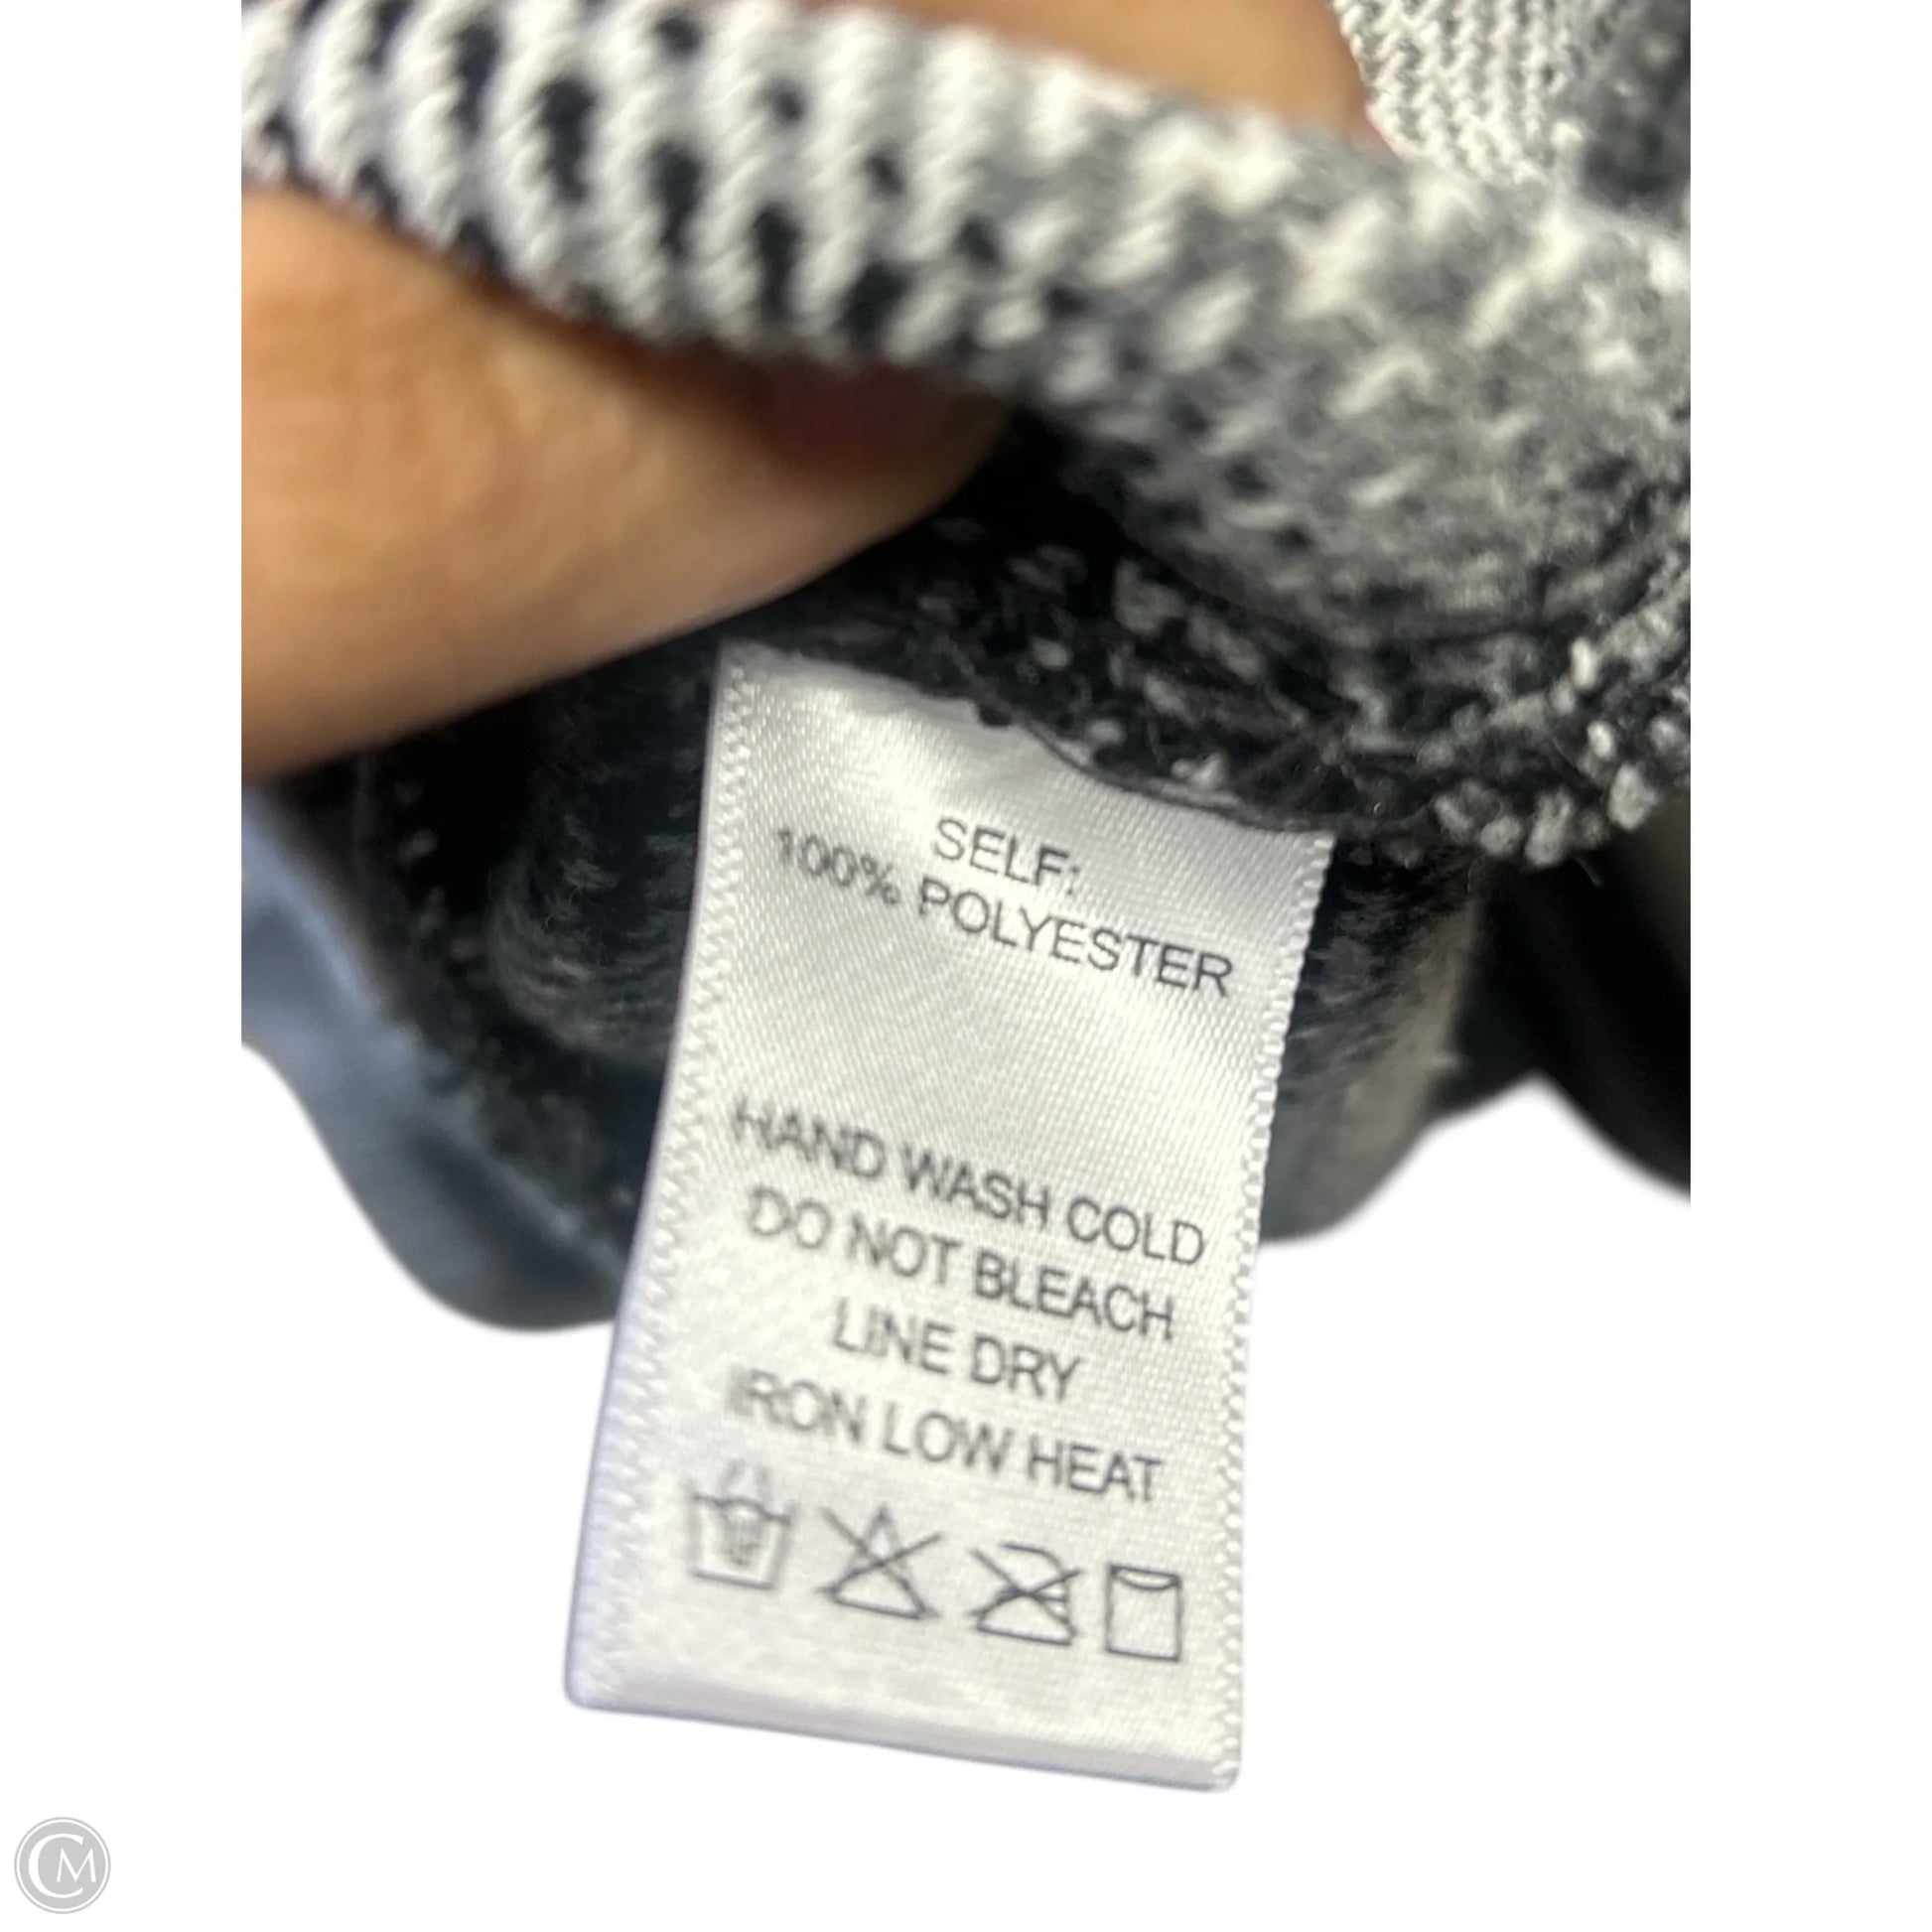 SELF:
100% POLYESTER
HAND WASH COLD
DO NOT BLEACH
LINE DRY
IRON LOW HEAT
CM